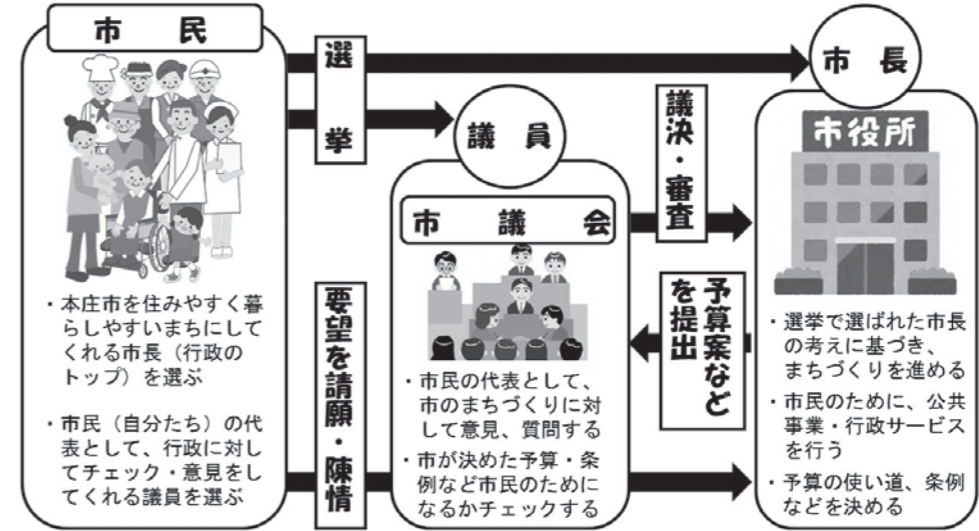 市民
・本庄市を住みやすく暮
らしやすいまちにして
くれる市長（行政の
トップ）を選ぶ
・市民（自分たち）の代
表として、行政に対し
てチェック・意見をし
てくれる議員を選ぶ
選挙
要望を請願・陳情
議員
市議会
・市民の代表として、
市のまちづくりに対
して意見、質問する
・市が決めた予算・条
例など市民のために
なるかチェックする
議決・審査
予算案など
を提出
市長
市役所
・選挙で選ばれた市長
の考えに基づき、
まちづくりを進める
・市民のために、公共
事業・行政サービス
を行う
・予算の使い道、条例
などを決める